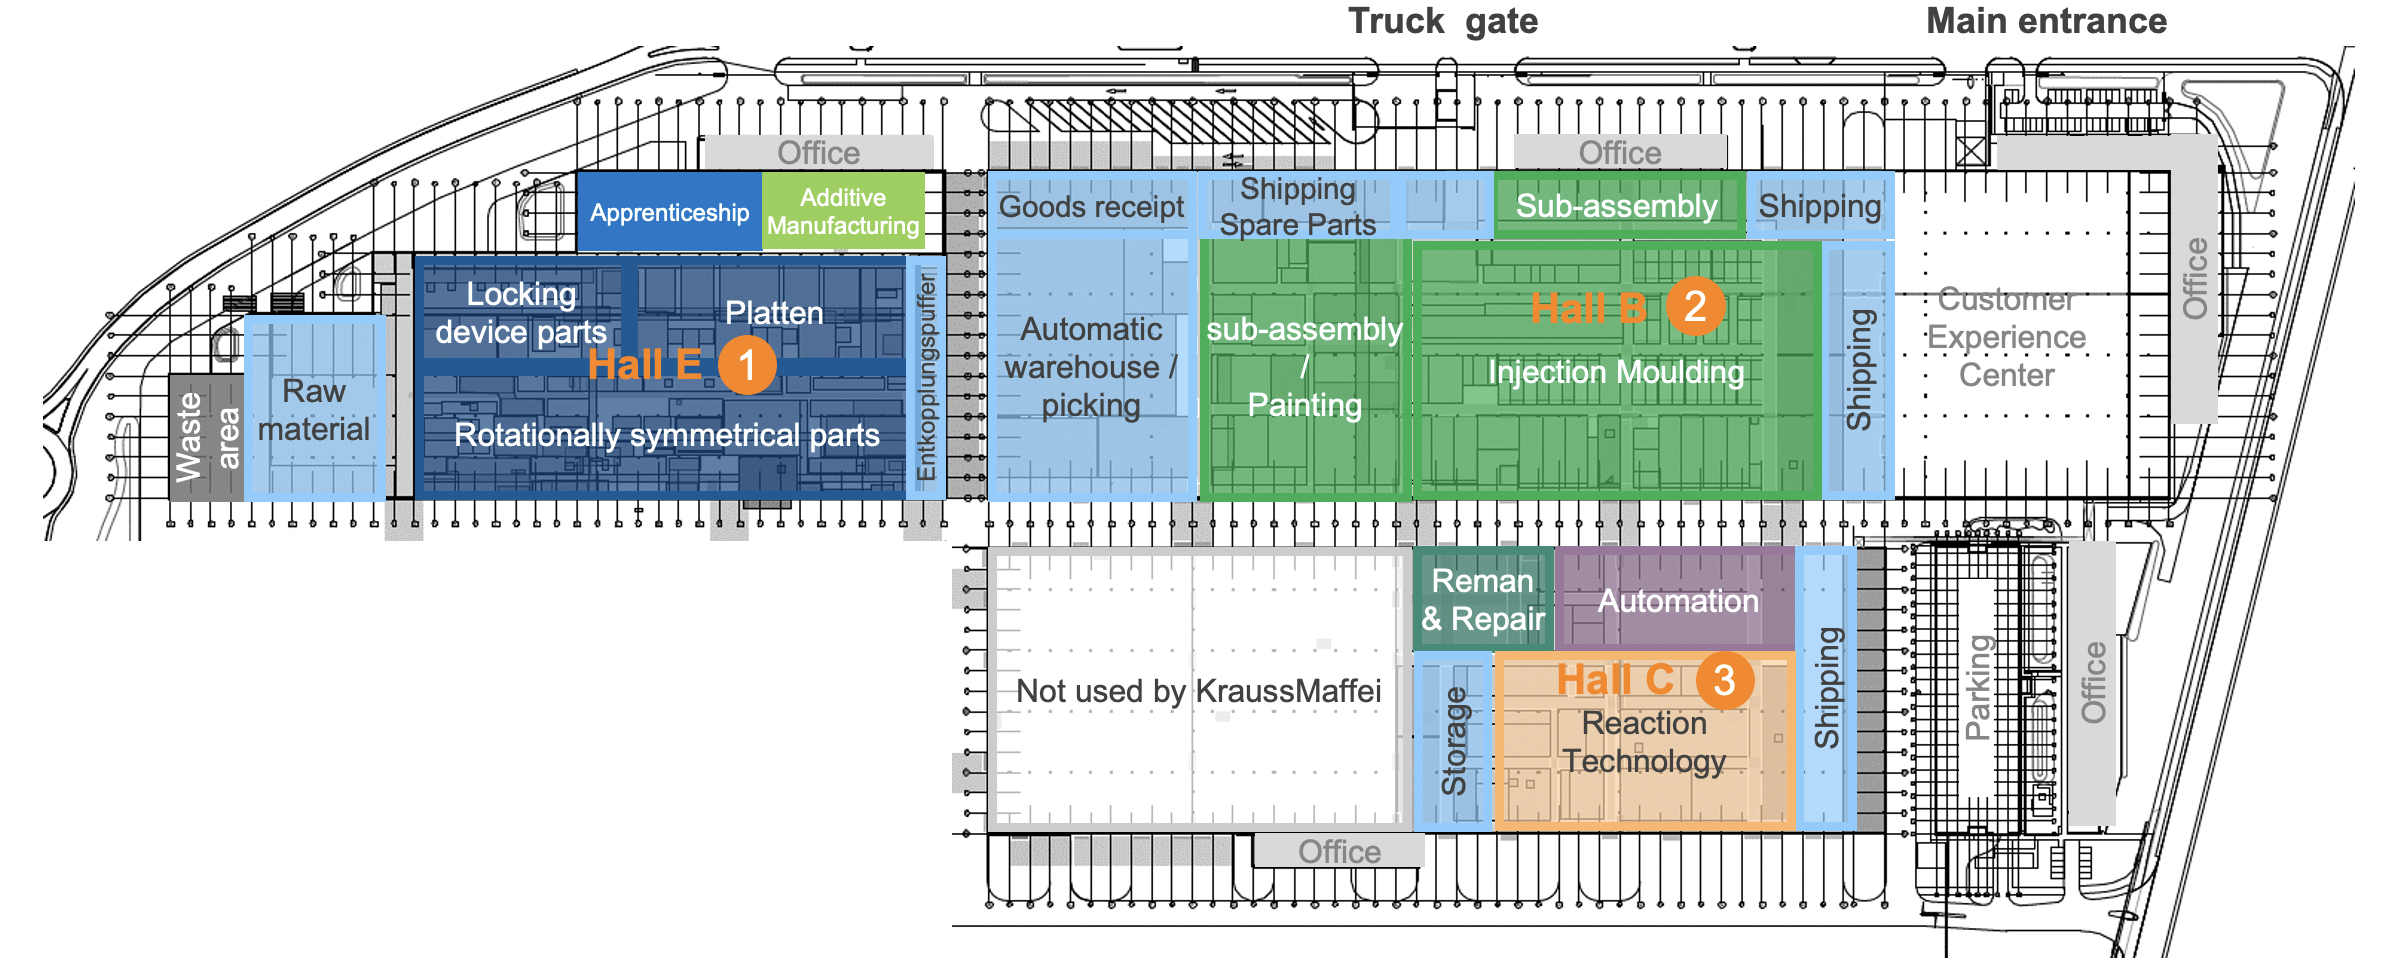 Truck gate
Main entrance
Office
Office
Apprenticeship
Additive
Manufacturing
Goods receipt
Shipping
Spare Parts
Sub-assembly
Shipping
Office
Locking
device parts
Platten
Hall E 1
Rotationally symmetrical parts
Entkopplungspuffer
Raw
material
Waste
area
Automatic
warehouse /
picking
sub-assembly
/
Painting
Hall B 2
Injection Moulding
Shipping
Customer
Experience
Center
Not used by KraussMaffei
Reman
& Repair
Automation
Storage
Hall C 3
Reaction
Technology
Shipping
Parking
Office
Office